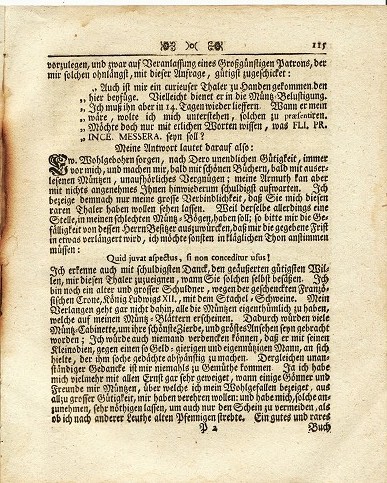 115
vorzulegen, und zwar auf Veranlassung eines Großgünstigen Patrons, der
mir solchen ohnlängst, mit dieser Anfrage, gütigst zugeschicket:
„ Auch ist mir ein curieuser Thaler zu Handen gekommen, den
„ hier beyfüge. Vielleicht dienet er in die Müntz-Belustigung.
„ Ich muß ihn aber in 14. Tagen wieder lieffern. Wann er mein
„ wäre, wolte ich mich unterstehen, solchen zu præsentiren.
„ Möchte doch nur mit etlichen Worten wissen, was FLI. PR.
„ INCE. MESSERA. seyn soll?
Meine Antwort lautet darauf also:
Ew. Wohlgebohrn sorgen, nach Dero unendlichen Gütigkeit, immer
vor mich, und machen mir, bald mit schönen Büchern, bald mit auser-
lesenen Müntzen, unaufhörliches Vergnügen; meine Armuth kan aber
mit nichts angenehmes Ihnen hinwiederum schuldigst aufwarten. Ich
bezeige demnach nur meine grosse Verbindlichkeit, daß Sie mich diesen
raren Thaler haben wollen sehen lassen. Weil derselbe allerdings eine
Stelle, in meinen schlechten Müntz-Bögen, haben soll; so bitte mir die Ge-
fälligkeit von dessen Herrn Besitzer auszuwürcken, daß mir die gegebene Frist
in etwas verlängert wird, ich möchte sonsten in kläglichen Thon anstimmen
müssen:
Quid juvat aspectus, si non conceditur usus?
Ich erkenne auch mit schuldigsten Danck, den geäußerten gütigsten Wil-
len, mir diesen Thaler zuzueignen, wann Sie solchen selbst besäßen. Ich
bin noch ein alter und grosser Schuldner, wegen der geschenckten Frantzö-
sischen Crone, König Ludwigs XII, mit dem Stachel-Schweine. Mein
Verlangen geht gar nicht dahin, alle die Müntzen eigenthümlich zu haben,
welche auf meinen Müntz-Blättern erscheinen. Dadurch würden viele
Müntz-Cabinette, um ihre schönste Zierde, und gröstes Ansehen seyn gebracht
worden; Ich würde auch niemand verdencken können, daß er mit seinen
Kleinodien, gegen einen so Geld-gierigen und eigennützigen Mann, an sich
hielte, der ihm solche gedächte abspänstig zu machen. Dergleichen unan-
ständiger Gedancke ist mir niemahls zu Gemüthe kommen. Ja ich habe
mich vielmehr mit allen Ernst gar sehr geweigert, wann einige Gönner und
Freunde mir Müntzen, über welche ich mein Wohlgefallen bezeiget, aus
allzu grosser Gütigkeit, mir haben verehren wollen: und habe mich, solche an-
zunehmen, sehr nöthigen lassen, um auch nur den Schein zu vermeiden, als
ob ich nach anderer Leuthe alten Pfennigen strebte. Ein gutes und rares
P 2
Buch